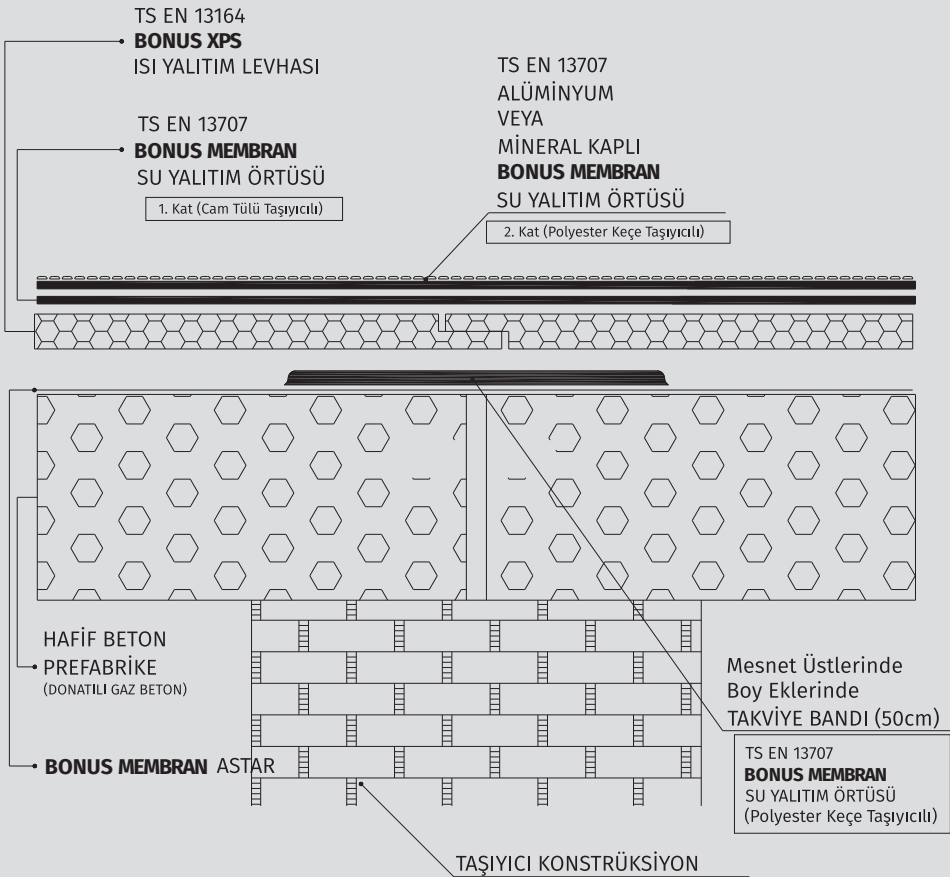 TS EN 13164
BONUS XPS
ISI YALITIM LEVHASI
TS EN 13707
BONUS MEMBRAN
SU YALITIM ÖRTÜSÜ
1. Kat (Cam Tülü Taşıyıcılı)
TS EN 13707
ALÜMİNYUM
VEYA
MİNERAL KAPLI
BONUS MEMBRAN
SU YALITIM ÖRTÜSÜ
2. Kat (Polyester Keçe Taşıyıcılı)
HAFİF BETON
PREFABRİKE
(DONATILI GAZ BETON)
BONUS MEMBRAN ASTAR
Mesnet Üstlerinde
Boy Eklerinde
TAKVİYE BANDI (50cm)
TS EN 13707
BONUS MEMBRAN
SU YALITIM ÖRTÜSÜ
(Polyester Keçe Taşıyıcılı)
TAŞIYICI KONSTRÜKSİYON